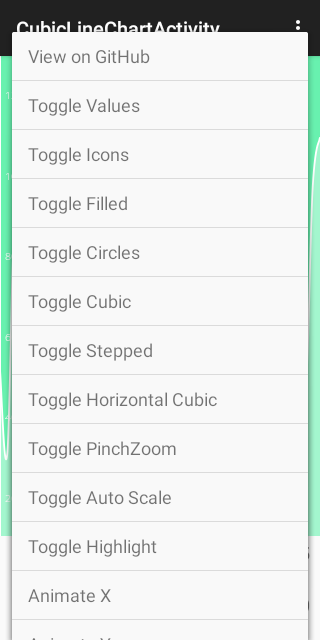 CubicLineChartActivity
View on GitHub
Toggle Values
Toggle Icons
Toggle Filled
Toggle Circles
Toggle Cubic
Toggle Stepped
Toggle Horizontal Cubic
Toggle PinchZoom
Toggle Auto Scale
Toggle Highlight
Animate X